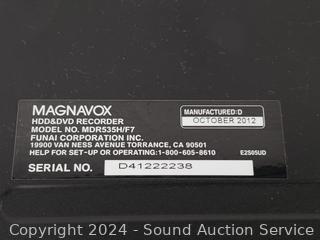 MAGNAVOX
HDD&DVD RECORDER
MODEL NO. MDR535H/F7
FUNAI CORPORATION INC.
19900 VAN NESS AVENUE TORRANCE, CA 90501
HELP FOR SET-UP OR OPERATING:1-800-605-8610
MANUFACTURED:D
OCTOBER 2012
E2S05UD
SERIAL NO. D41222238
Copyright 2024 - Sound Auction Service